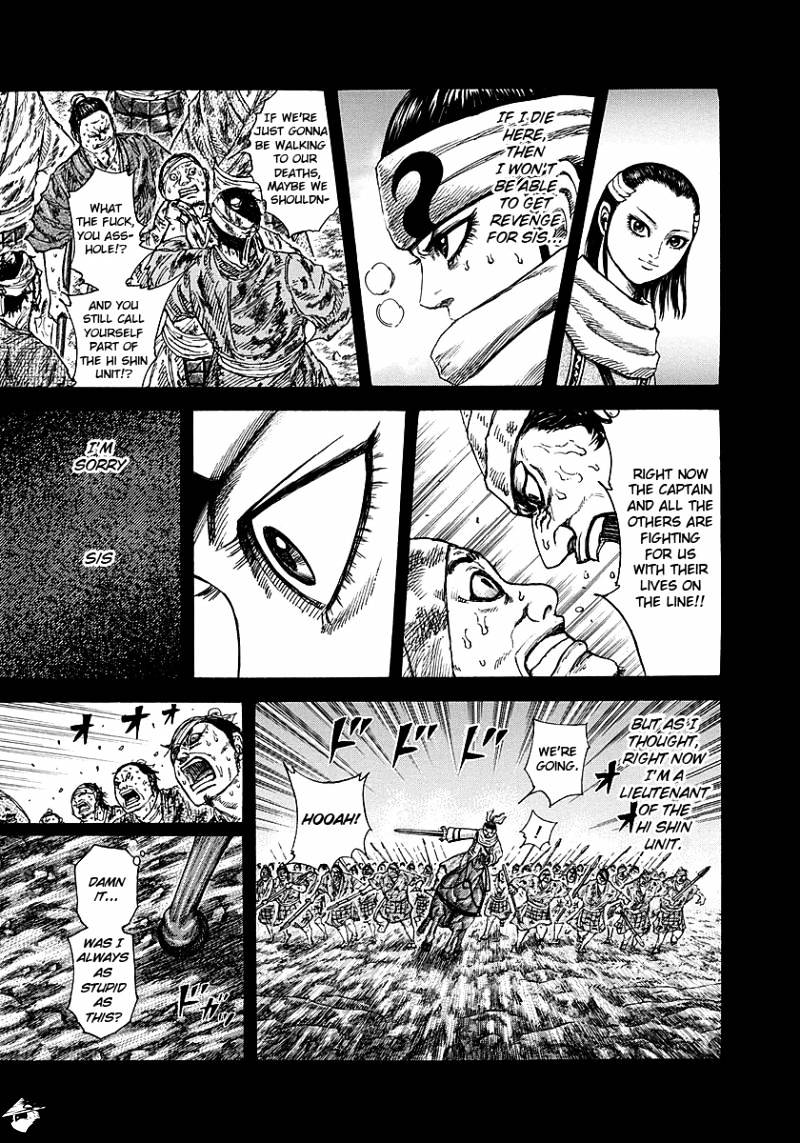 IF I DIE
HERE,
THEN
I WON'T
BE ABLE
TO GET
REVENGE
FOR SIS...
IF WE'RE
JUST GONNA
BE WALKING
TO OUR
DEATHS,
MAYBE WE
SHOULDN-
WHAT
THE FUCK,
YOU ASS-
HOLE!?
AND YOU
STILL CALL
YOURSELF
PART OF
THE HI SHIN
UNIT!?
RIGHT NOW
THE CAPTAIN
AND ALL THE
OTHERS ARE
FIGHTING
FOR US
WITH THEIR
LIVES ON
THE LINE!!
I'M
SORRY
SIS
BUT AS I
THOUGHT,
RIGHT NOW
I'M A
LIEUTENANT
OF THE
HI SHIN
UNIT.
WE'RE
GOING.
!
HOOAH!
ドドド
オオ
オオオ
DAMN
IT...
WAS I
ALWAYS
AS
STUPID
AS
THIS?
ドドド